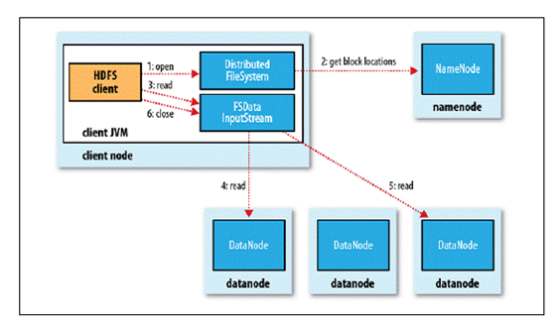 HDFS
client
1: open
3: read
6: close
Distributed
FileSystem
FSData
InputStream
client JVM
client node
2: get block locations
NameNode
namenode
4: read
5: read
DataNode
datanode
DataNode
datanode
DataNode
datanode